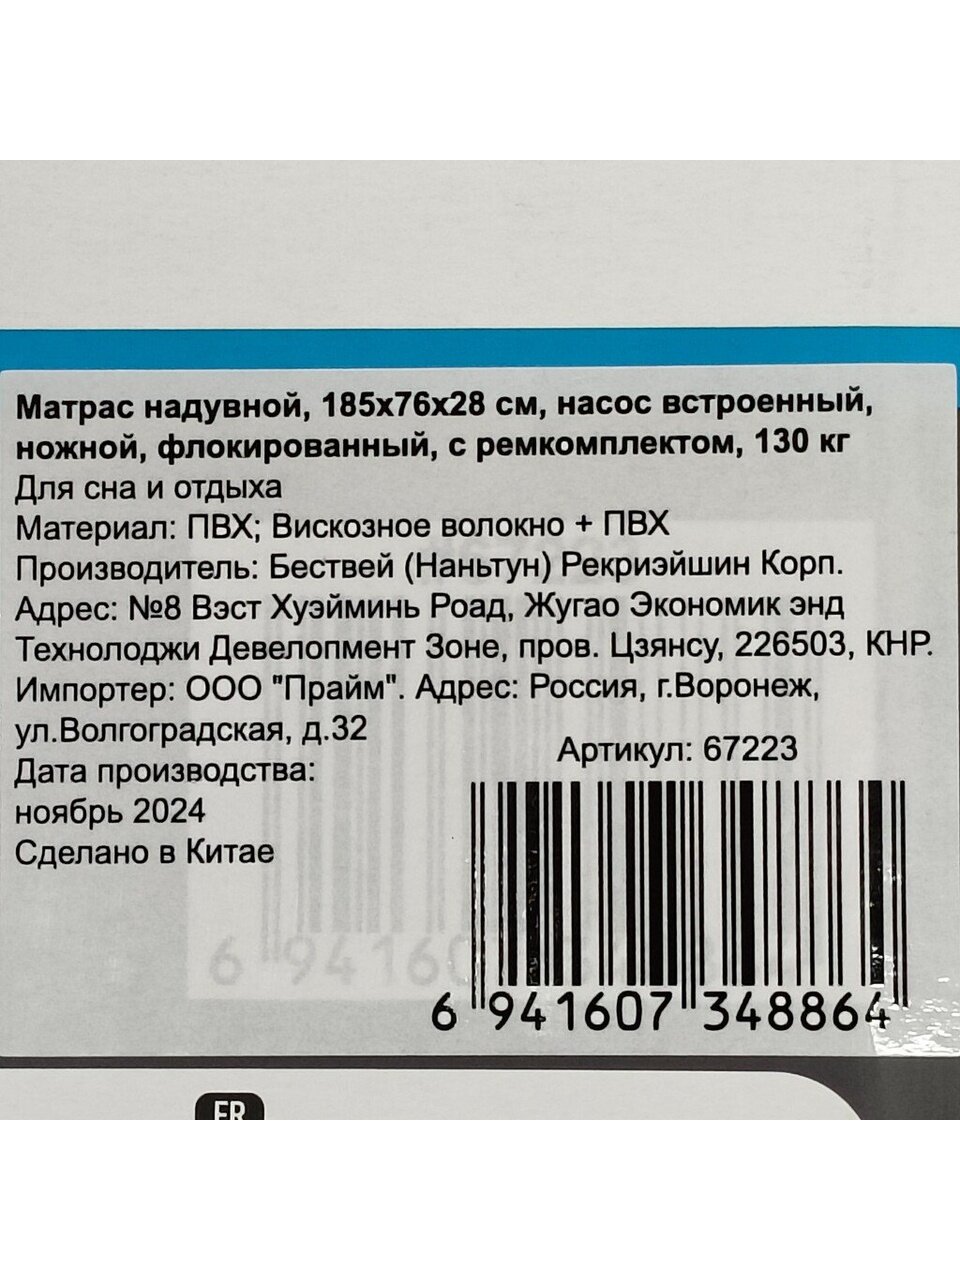 Матрас надувной, 185х76х28 см, насос встроенный,
ножной, флокированный, с ремкомплектом, 130 кг
Для сна и отдыха
Материал: ПВХ; Вискозное волокно + ПВХ
Производитель: Бествей (Наньтун) Рекриэйшин Корп.
Адрес: №8 Вэст Хуэйминь Роад, Жугао Экономик энд
Технолоджи Девелопмент Зоне, пров. Цзянсу, 226503, КНР.
Импортер: ООО "Прайм". Адрес: Россия, г.Воронеж,
ул.Волгоградская, д.32
Артикул: 67223
Дата производства:
ноябрь 2024
Сделано в Китае
6 941607 348864